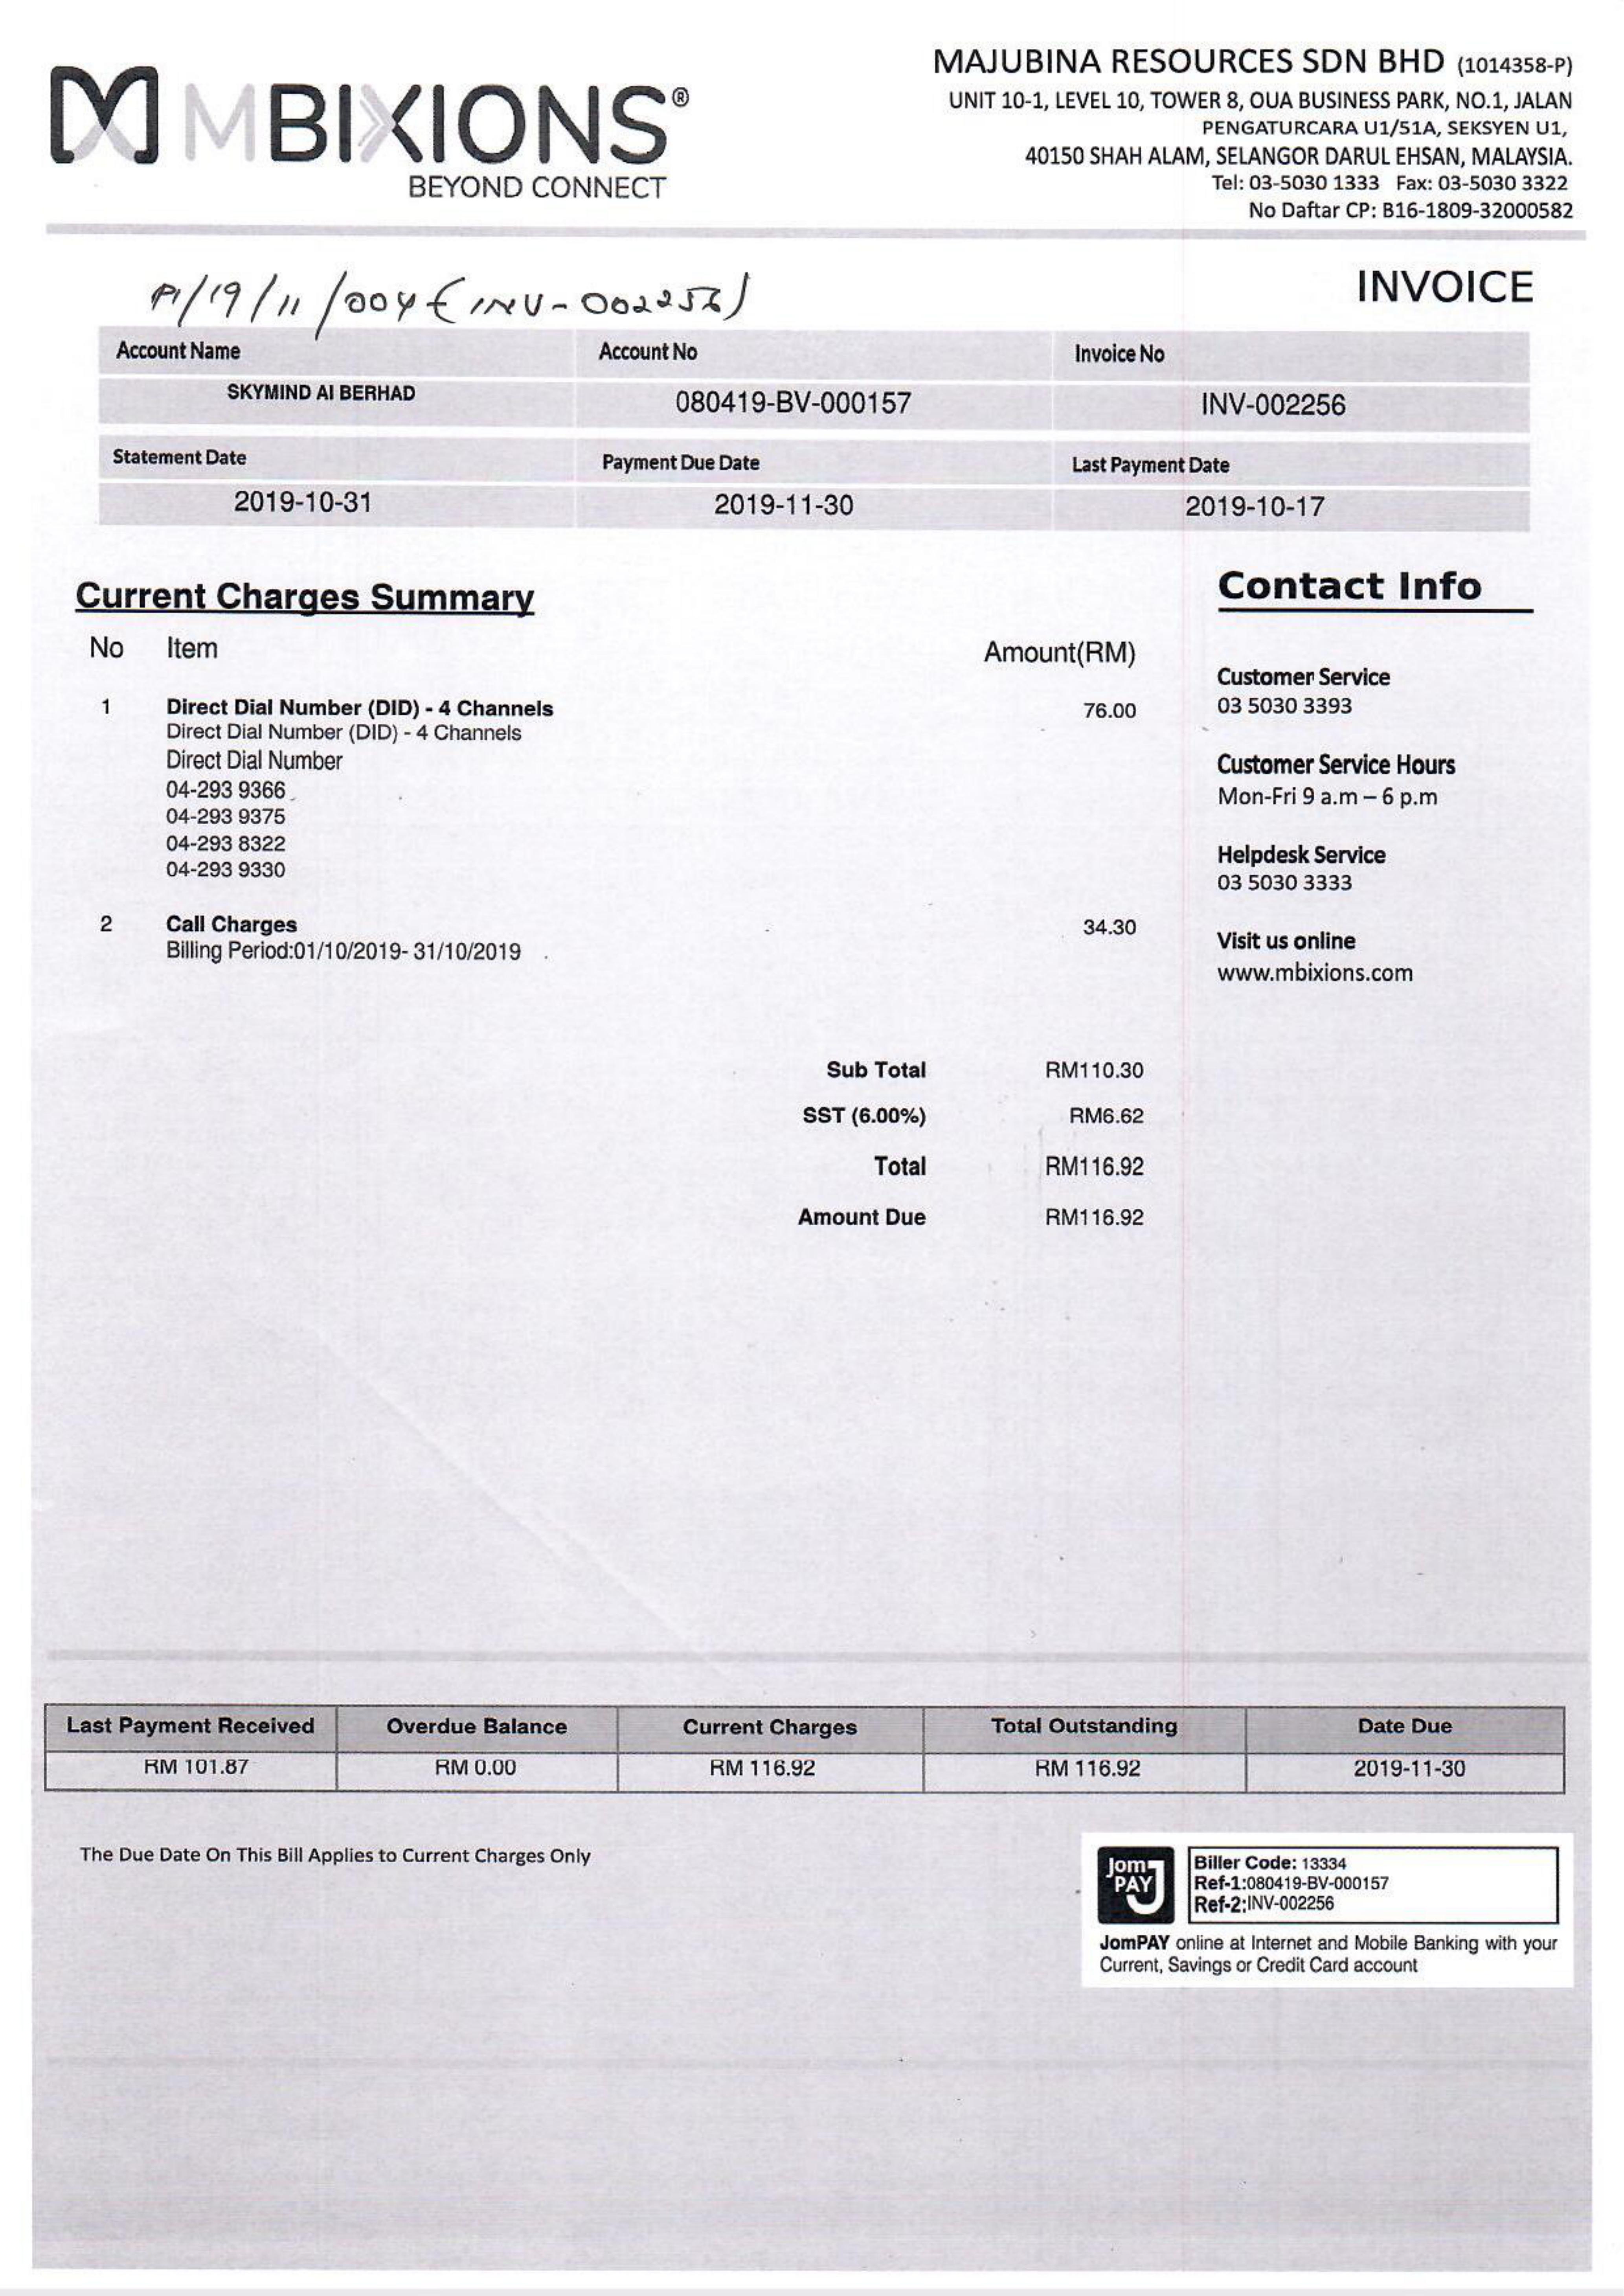 MBIXIONS®
BEYOND CONNECT
MAJUBINA RESOURCES SDN BHD (1014358-P)
UNIT 10-1, LEVEL 10, TOWER 8, OUA BUSINESS PARK, NO.1, JALAN
PENGATURCARA U1/51A, SEKSYEN U1,
40150 SHAH ALAM, SELANGOR DARUL EHSAN, MALAYSIA.
Tel: 03-5030 1333 Fax: 03-5030 3322
No Daftar CP: B16-1809-32000582
PI/19/11/004 (INV-002256)
INVOICE
Account Name Account No Invoice No
SKYMIND AI BERHAD 080419-BV-000157 INV-002256
Statement Date Payment Due Date Last Payment Date
2019-10-31 2019-11-30 2019-10-17
Current Charges Summary
No Item Amount(RM)
1 Direct Dial Number (DID) - 4 Channels 76.00
Direct Dial Number (DID) - 4 Channels
Direct Dial Number
04-293 9366
04-293 9375
04-293 8322
04-293 9330
2 Call Charges 34.30
Billing Period:01/10/2019- 31/10/2019
Sub Total RM110.30
SST (6.00%) RM6.62
Total RM116.92
Amount Due RM116.92
Contact Info
Customer Service
03 5030 3393
Customer Service Hours
Mon-Fri 9 a.m – 6 p.m
Helpdesk Service
03 5030 3333
Visit us online
www.mbixions.com
Last Payment Received Overdue Balance Current Charges Total Outstanding Date Due
RM 101.87 RM 0.00 RM 116.92 RM 116.92 2019-11-30
The Due Date On This Bill Applies to Current Charges Only
Jom
PAY
Biller Code: 13334
Ref-1:080419-BV-000157
Ref-2:INV-002256
JomPAY online at Internet and Mobile Banking with your
Current, Savings or Credit Card account